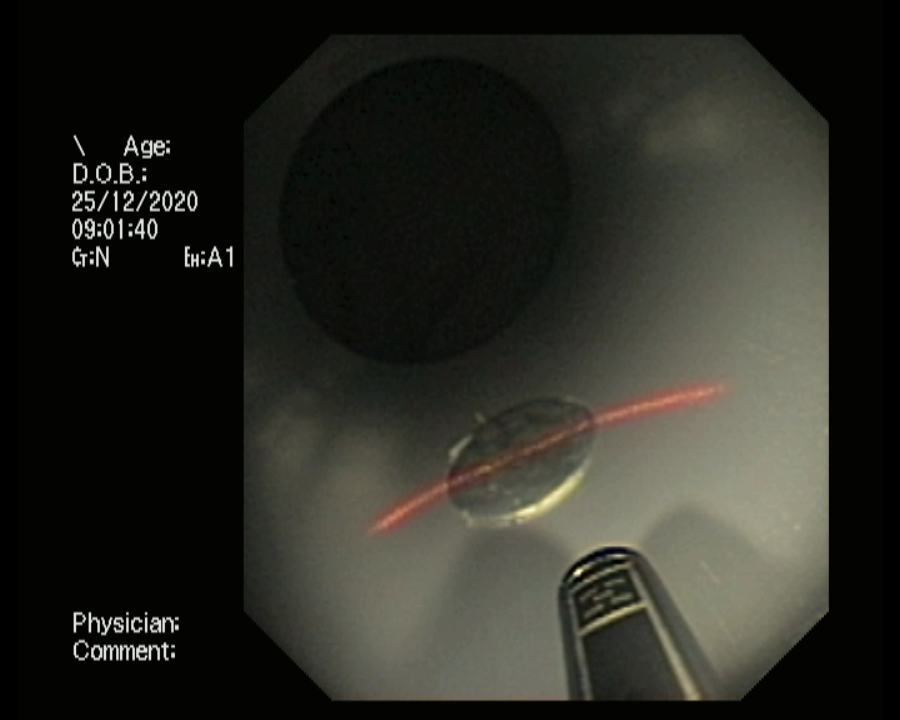 \ Age:
D.O.B.:
25/12/2020
09:01:40
Cr:N EH:A1
Physician:
Comment: